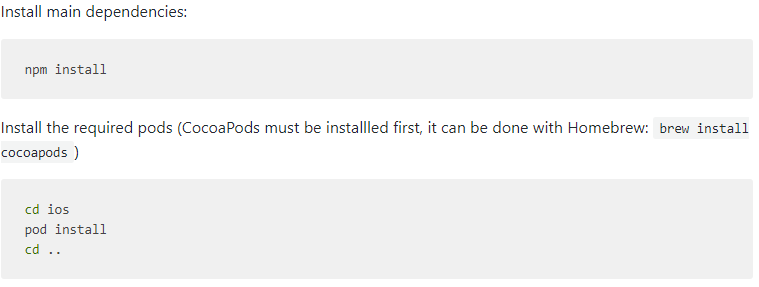 Install main dependencies:
npm install
Install the required pods (CocoaPods must be installled first, it can be done with Homebrew: brew install
cocoapods )
cd ios
pod install
cd ..